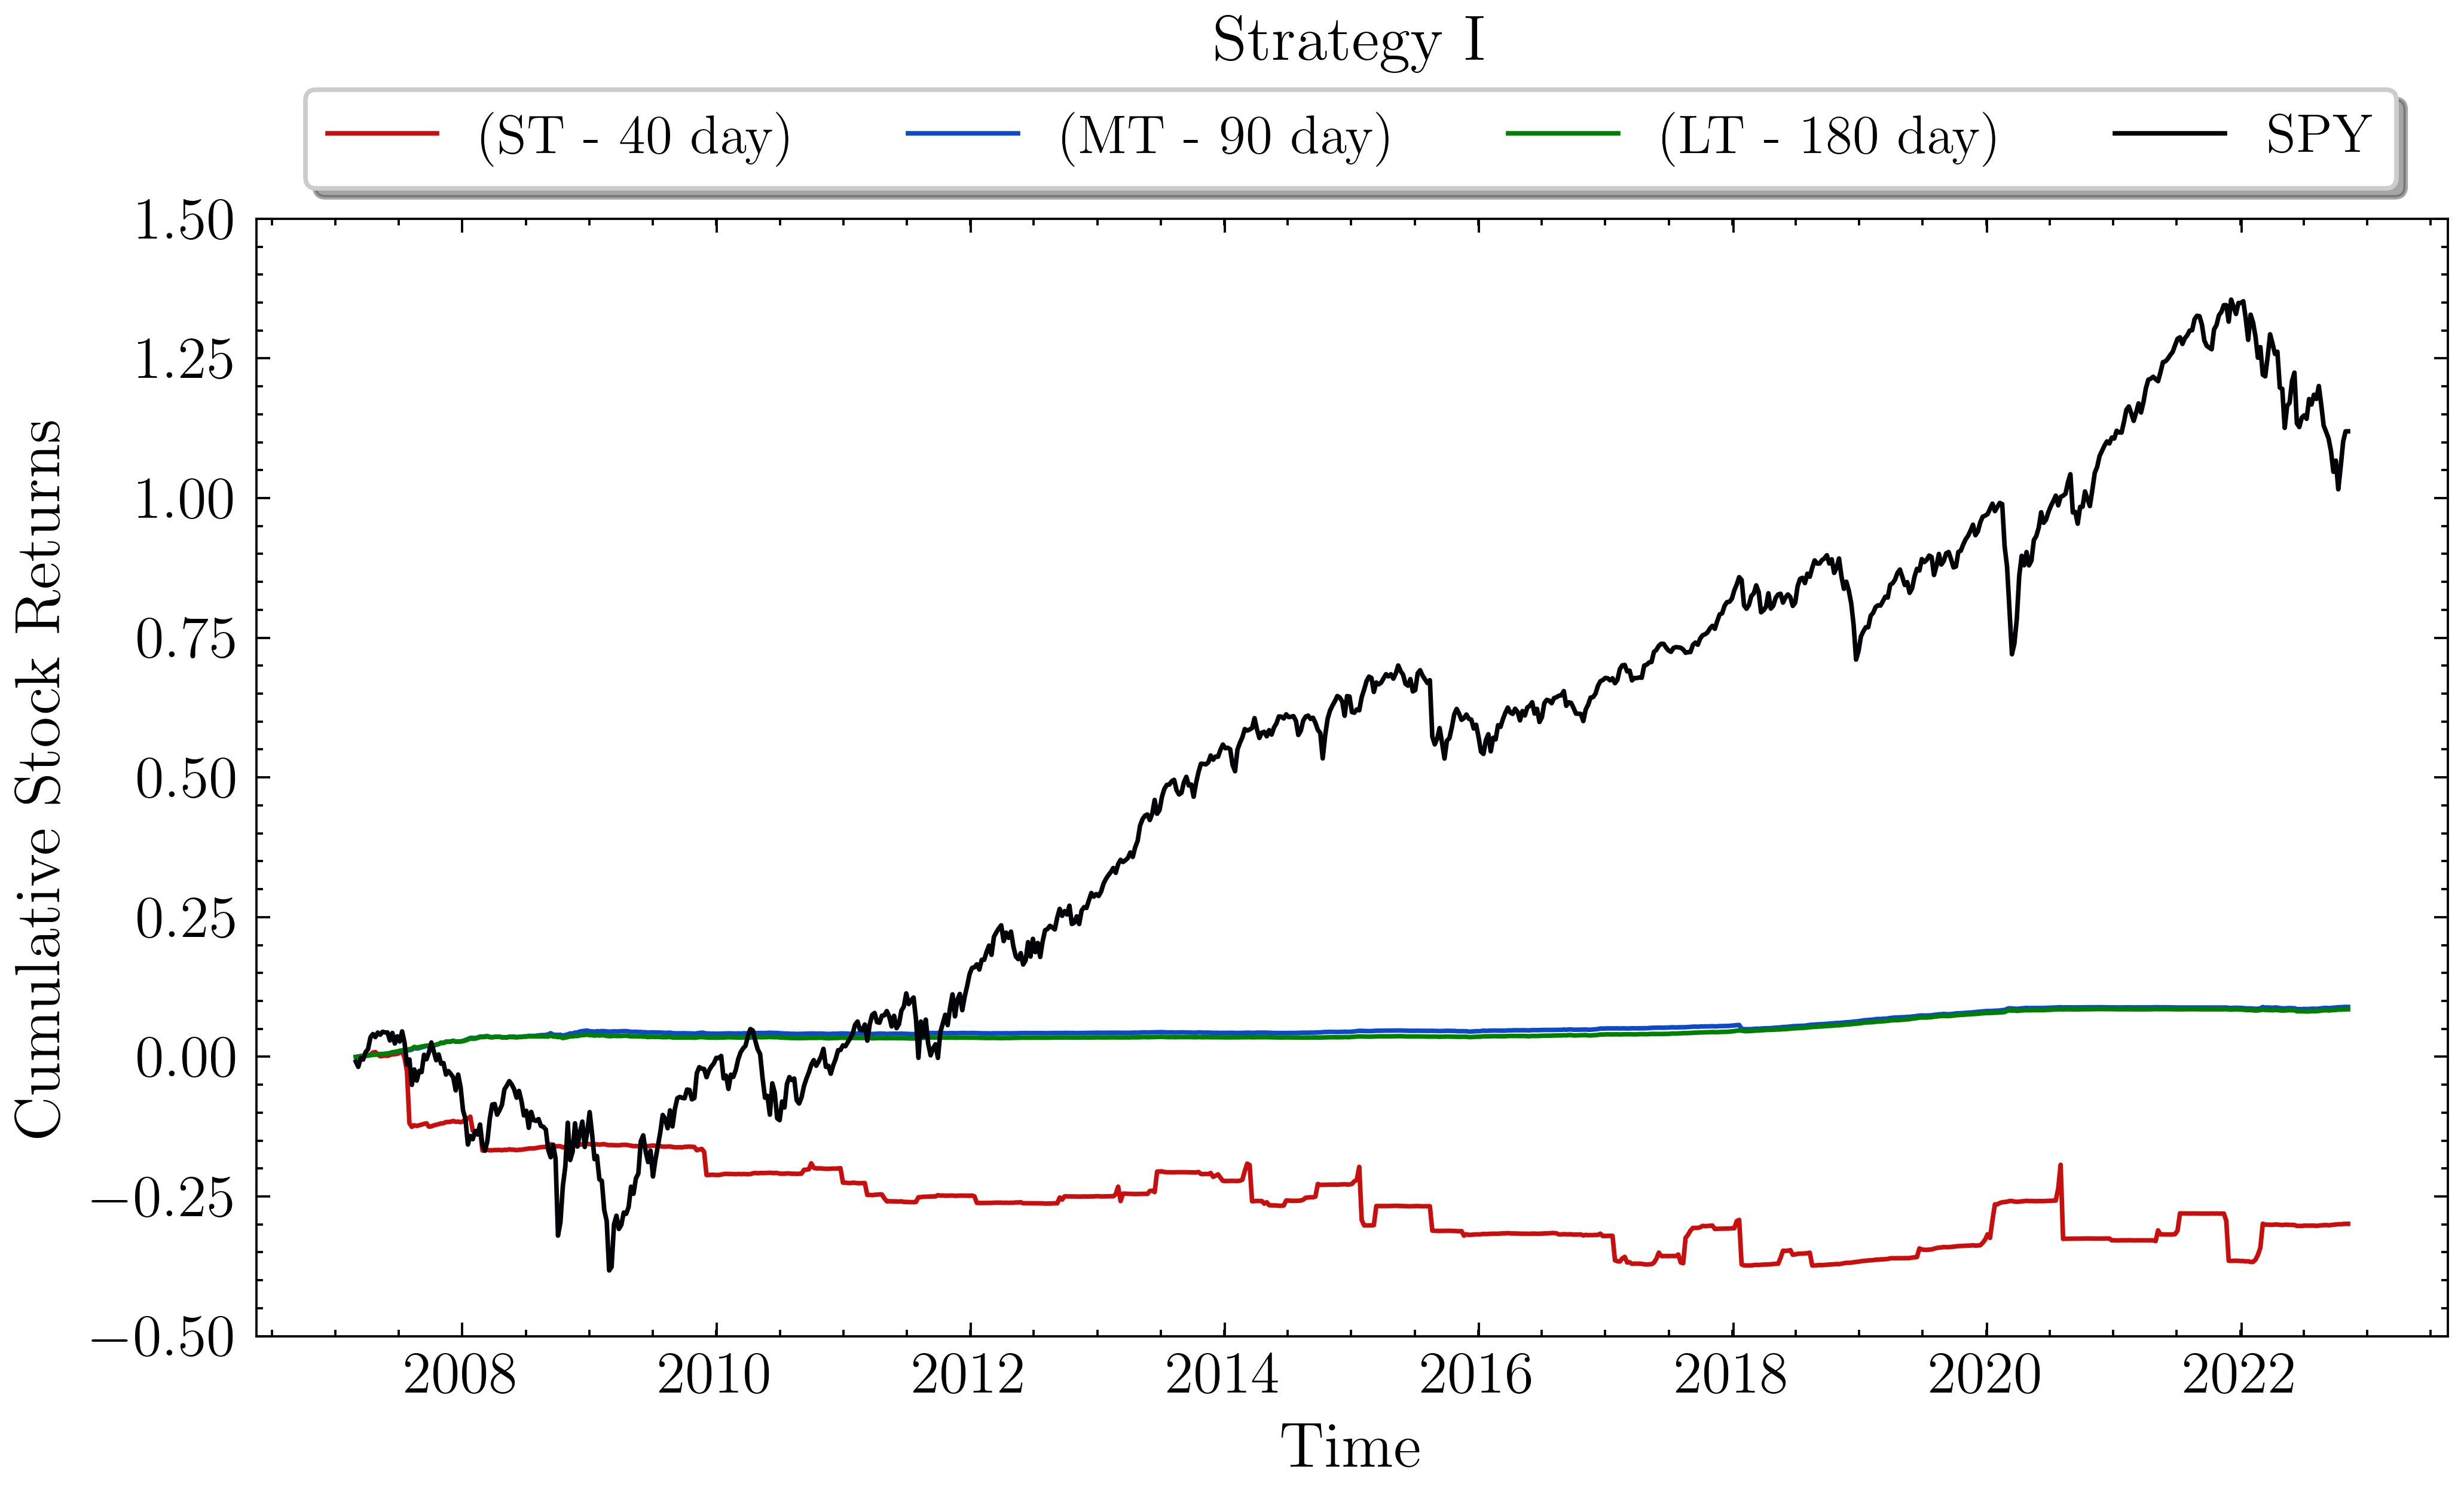 Strategy I
(ST - 40 day) (MT - 90 day) (LT - 180 day) SPY
1.50
1.25
1.00
0.75
0.50
0.25
0.00
−0.25
−0.50
Cumulative Stock Returns
2008 2010 2012 2014 2016 2018 2020 2022
Time